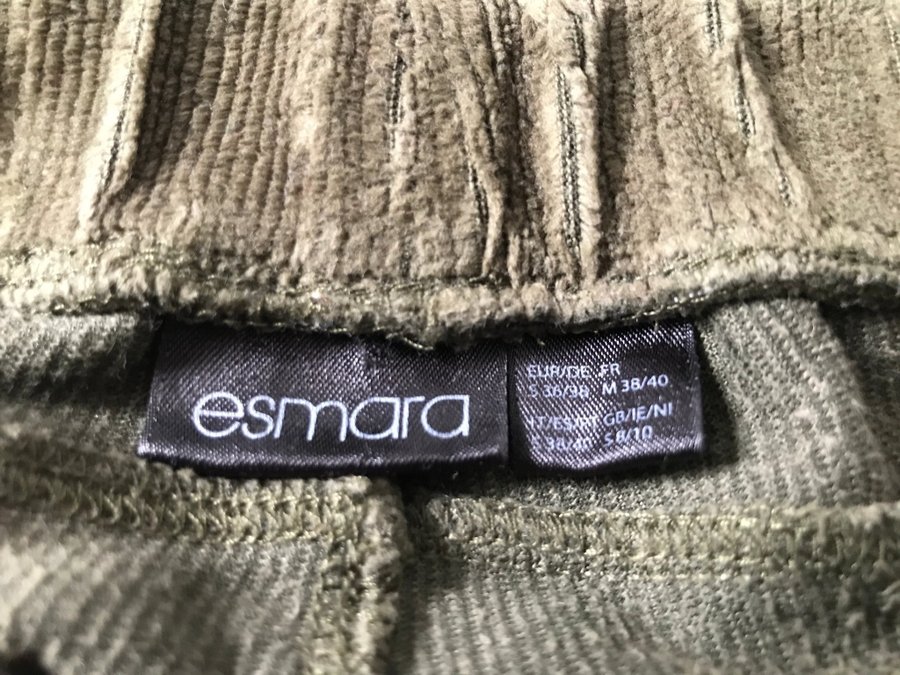 esmara
EUR/DE FR
S 36/38 M 38/40
IT/ES/PT GB/IE/NI
S 38/40 S 8/10